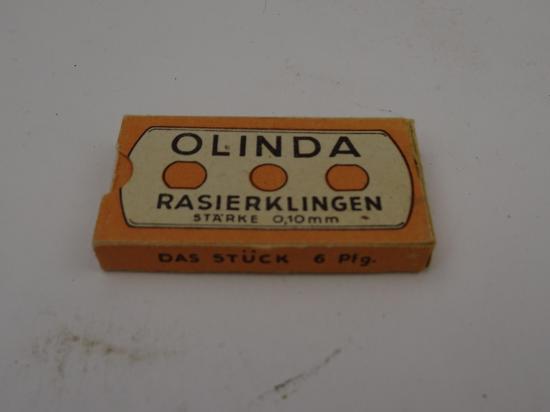 OLINDA
RASIERKLINGEN
STÄRKE 0,10mm
DAS STÜCK 6 Pfg.